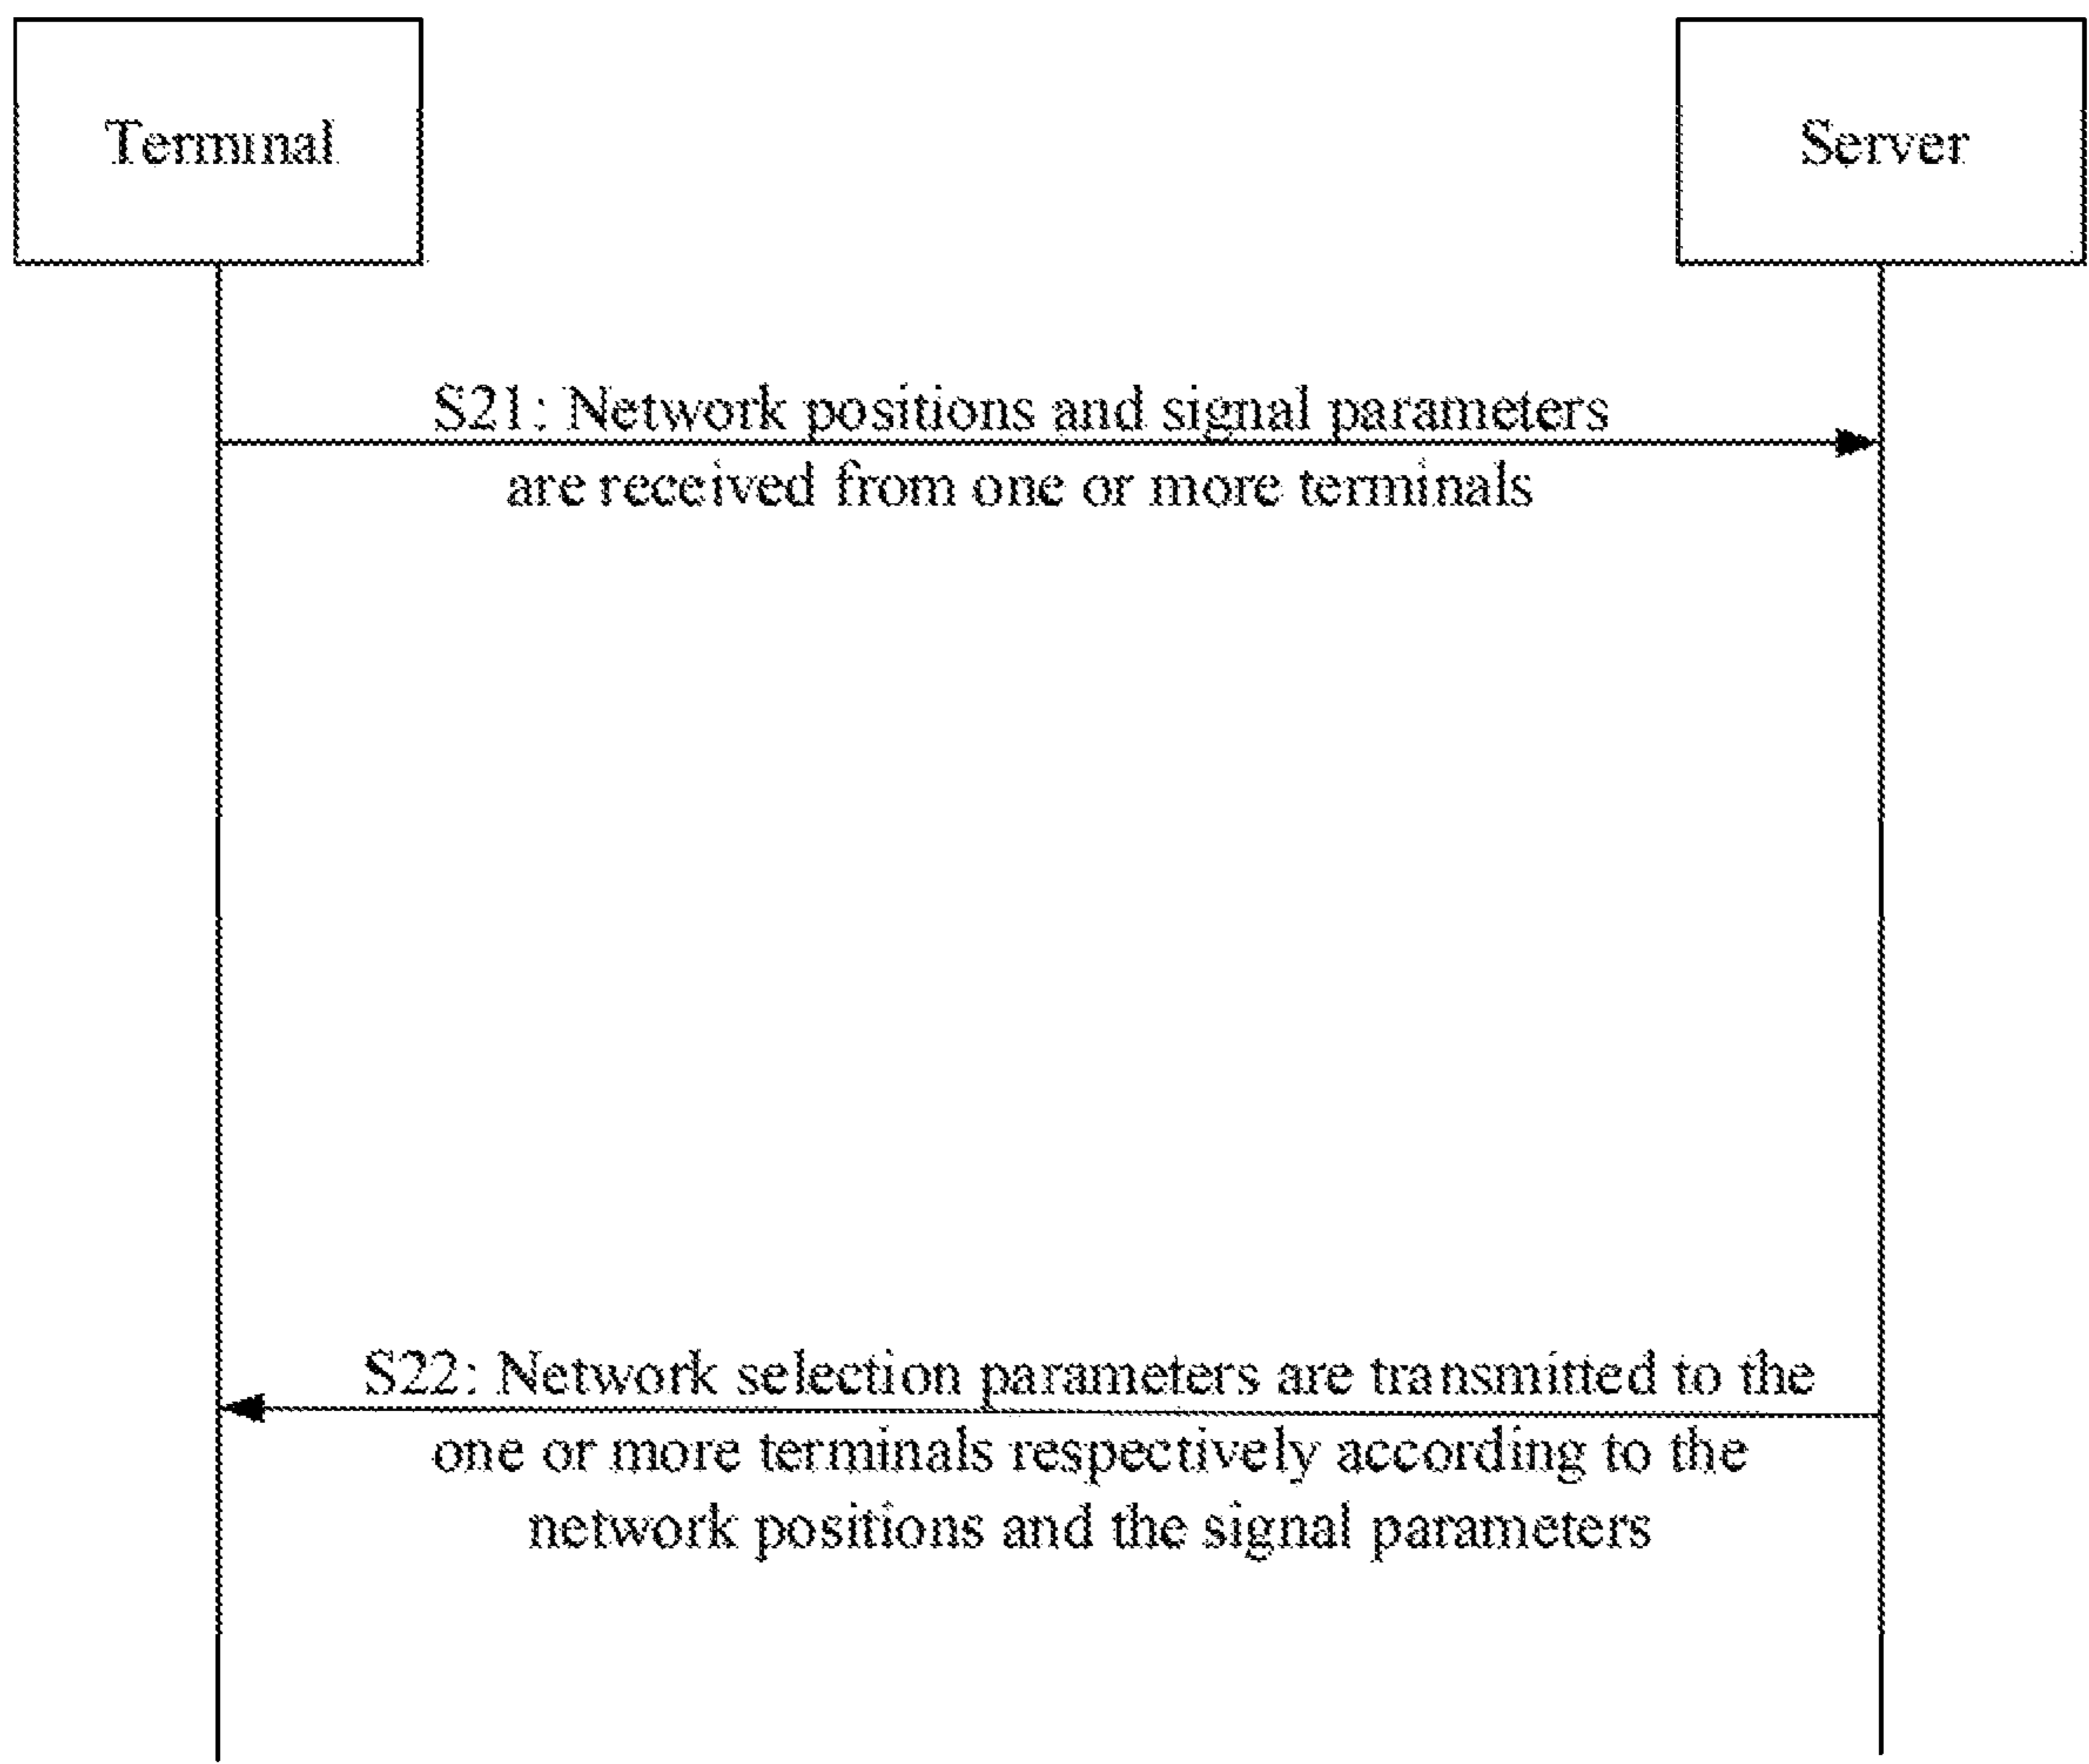 Terminal
Server
S21: Network positions and signal parameters
are received from one or more terminals
S22: Network selection parameters are transmitted to the
one or more terminals respectively according to the
network positions and the signal parameters